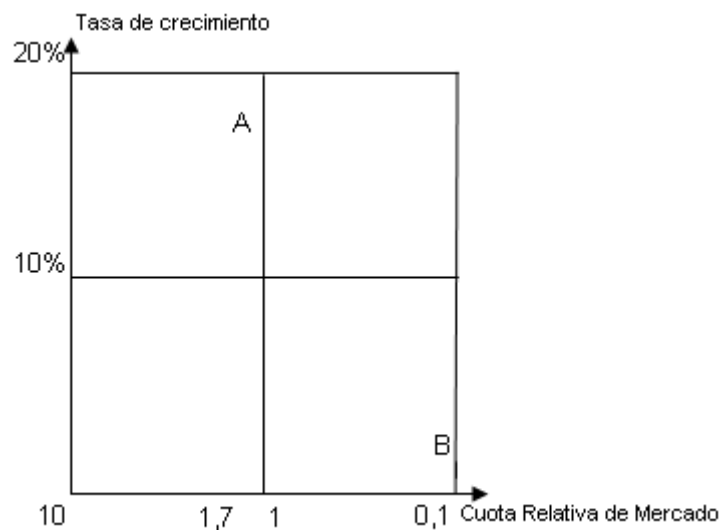 Tasa de crecimiento
20%
A
10%
B
10 1,7 1 0,1 Cuota Relativa de Mercado